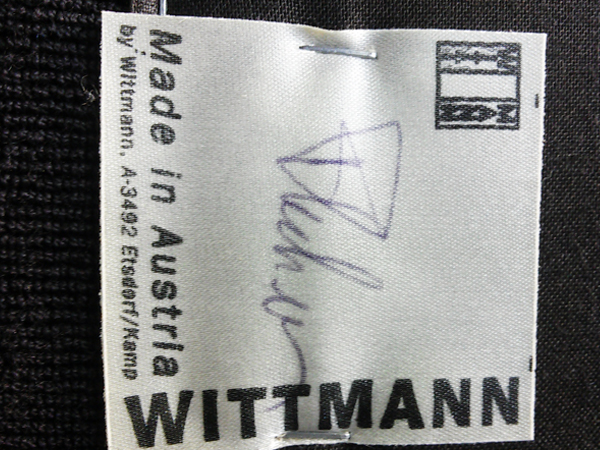 Made in Austria
by Wittmann, A-3492 Etsdorf/Kamp
WITTMANN